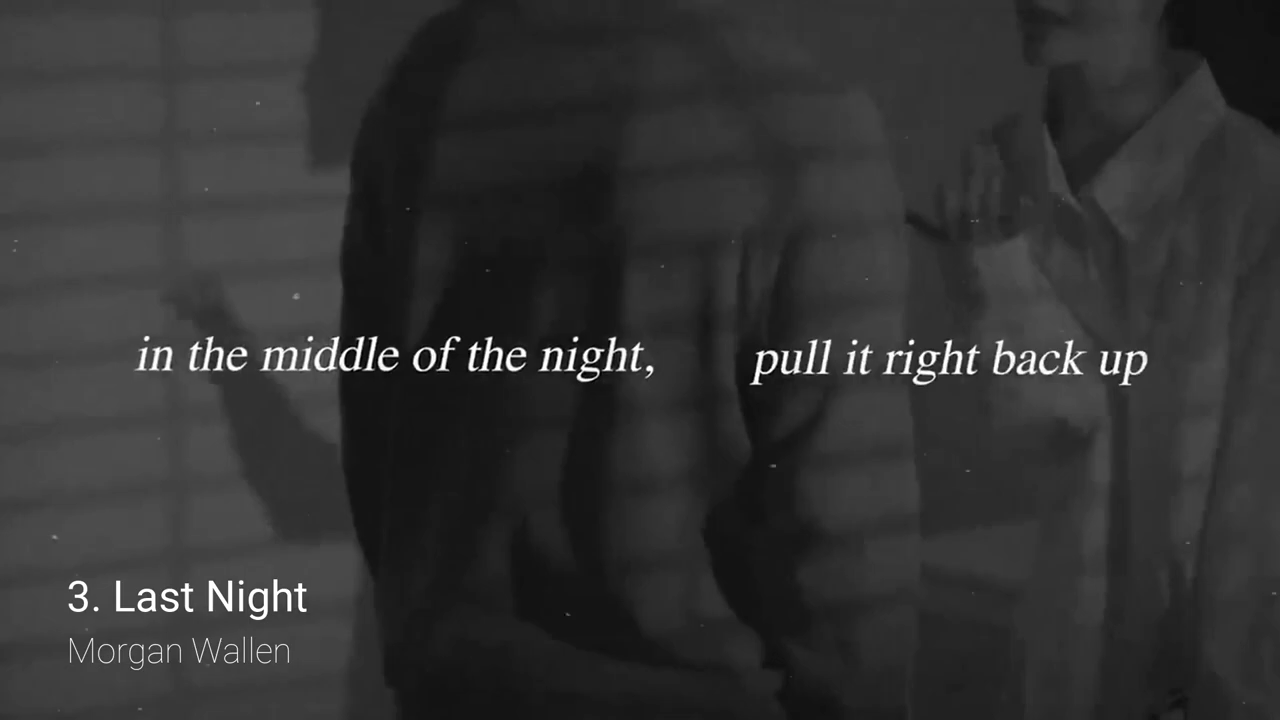 in the middle of the night, pull it right back up
3. Last Night
Morgan Wallen